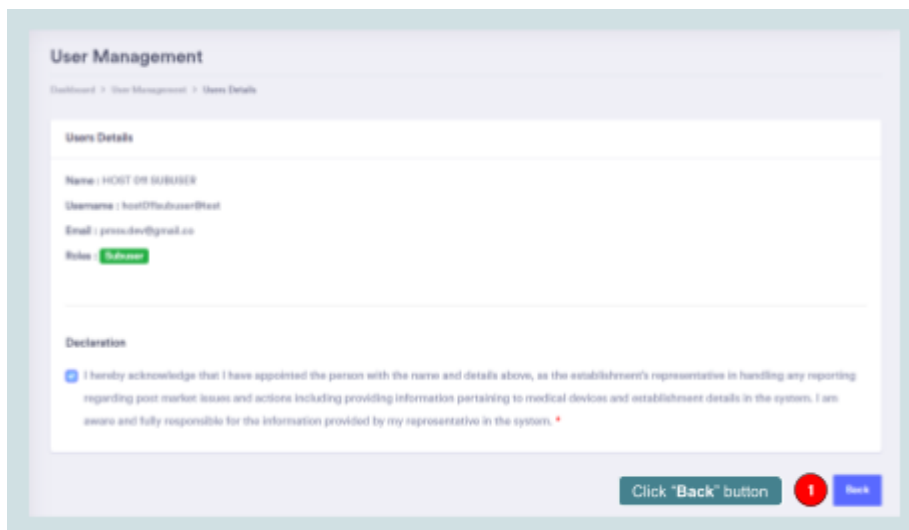 User Management
Dashboard > User Management > Users Details
Users Details
Name : HOST 011 SUBUSER
Username : host011subuser@test
Email : pmsu.dev@gmail.co
Roles : Subuser
Declaration
I hereby acknowledge that I have appointed the person with the name and details above, as the establishment's representative in handling any reporting
regarding post market issues and actions including providing information pertaining to medical devices and establishment details in the system. I am
aware and fully responsible for the information provided by my representative in the system. *
Click "Back" button 1 Back